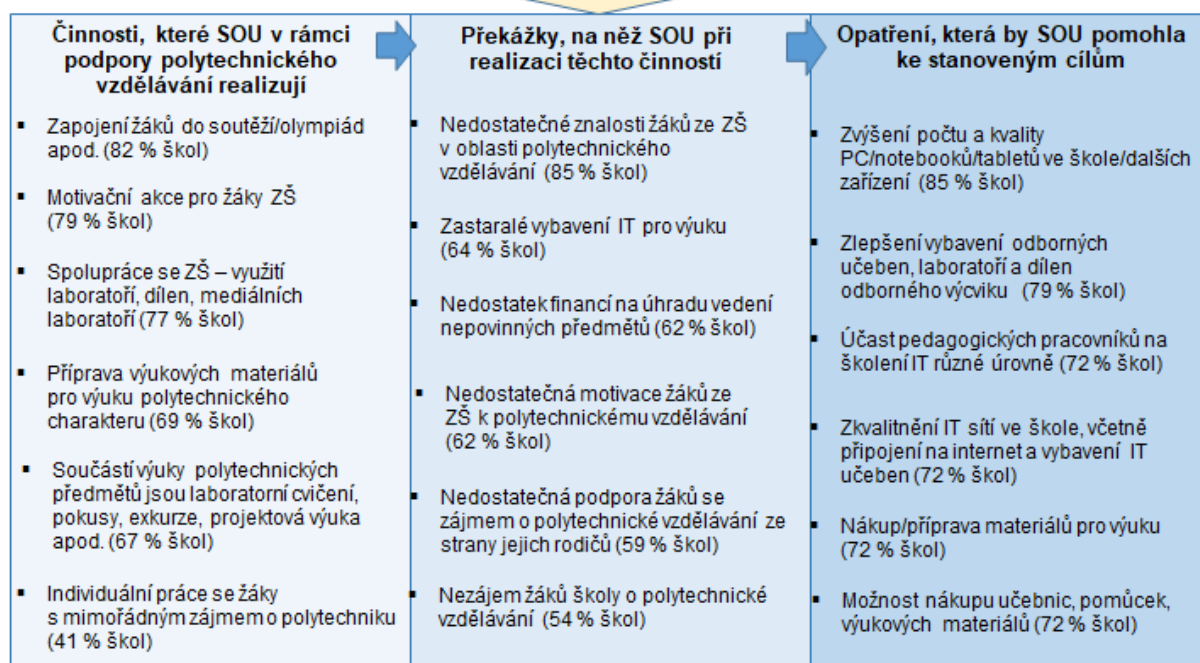 Činnosti, které SOU v rámci
podpory polytechnického
vzdělávání realizují
▪ Zapojení žáků do soutěží/olympiád
apod. (82 % škol)
▪ Motivační akce pro žáky ZŠ
(79 % škol)
▪ Spolupráce se ZŠ – využití
laboratoří, dílen, mediálních
laboratoří (77 % škol)
▪ Příprava výukových materiálů
pro výuku polytechnického
charakteru (69 % škol)
▪ Součástí výuky polytechnických
předmětů jsou laboratorní cvičení,
pokusy, exkurze, projektová výuka
apod. (67 % škol)
▪ Individuální práce se žáky
s mimořádným zájmem o polytechniku
(41 % škol)
Překážky, na něž SOU při
realizaci těchto činností
▪ Nedostatečné znalosti žáků ze ZŠ
v oblasti polytechnického
vzdělávání (85 % škol)
▪ Zastaralé vybavení IT pro výuku
(64 % škol)
▪ Nedostatek financí na úhradu vedení
nepovinných předmětů (62 % škol)
▪ Nedostatečná motivace žáků ze
ZŠ k polytechnickému vzdělávání
(62 % škol)
▪ Nedostatečná podpora žáků se
zájmem o polytechnické vzdělávání ze
strany jejich rodičů (59 % škol)
▪ Nezájem žáků školy o polytechnické
vzdělávání (54 % škol)
Opatření, která by SOU pomohla
ke stanoveným cílům
▪ Zvýšení počtu a kvality
PC/notebooků/tabletů ve škole/dalších
zařízení (85 % škol)
▪ Zlepšení vybavení odborných
učeben, laboratoří a dílen
odborného výcviku (79 % škol)
▪ Účast pedagogických pracovníků na
školení IT různé úrovně (72 % škol)
▪ Zkvalitnění IT sítí ve škole, včetně
připojení na internet a vybavení IT
učeben (72 % škol)
▪ Nákup/příprava materiálů pro výuku
(72 % škol)
▪ Možnost nákupu učebnic, pomůcek,
výukových materiálů (72 % škol)